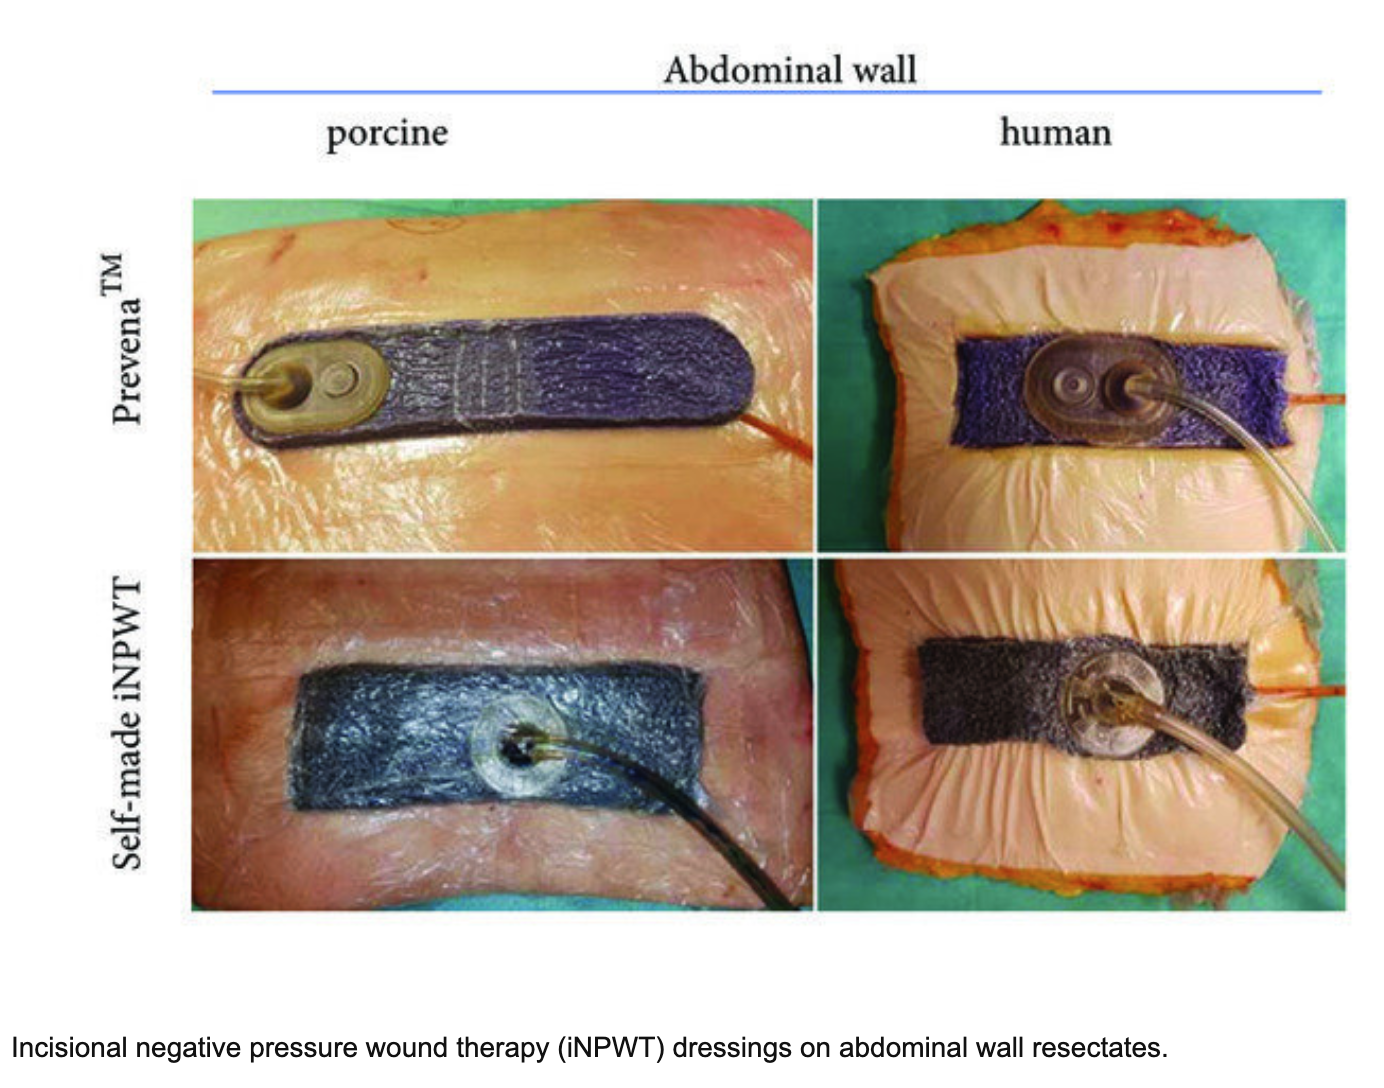 Abdominal wall
porcine
human
Prevena™
Self-made iNPWT
Incisional negative pressure wound therapy (iNPWT) dressings on abdominal wall resectates.